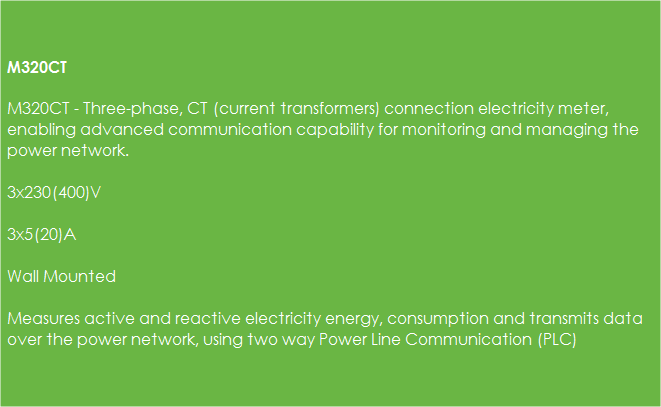 M320CT
M320CT - Three-phase, CT (current transformers) connection electricity meter,
enabling advanced communication capability for monitoring and managing the
power network.
3x230(400)V
3x5(20)A
Wall Mounted
Measures active and reactive electricity energy, consumption and transmits data
over the power network, using two way Power Line Communication (PLC)